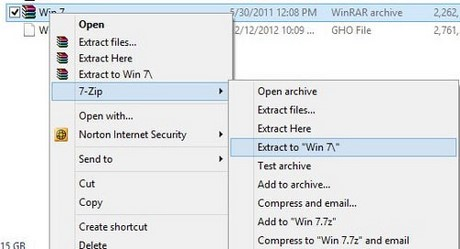 Win 7 5/30/2011 12:08 PM WinRAR archive 2,262,
W 2/12/2012 10:09 ... GHO File 2,761,
Open
Extract files...
Extract Here
Extract to Win 7\
7-Zip
Open with...
Norton Internet Security
Send to
Cut
Copy
Create shortcut
Delete
Open archive
Extract files...
Extract Here
Extract to "Win 7\"
Test archive
Add to archive...
Compress and email...
Add to "Win 7.7z"
Compress to "Win 7.7z" and email
15 GB